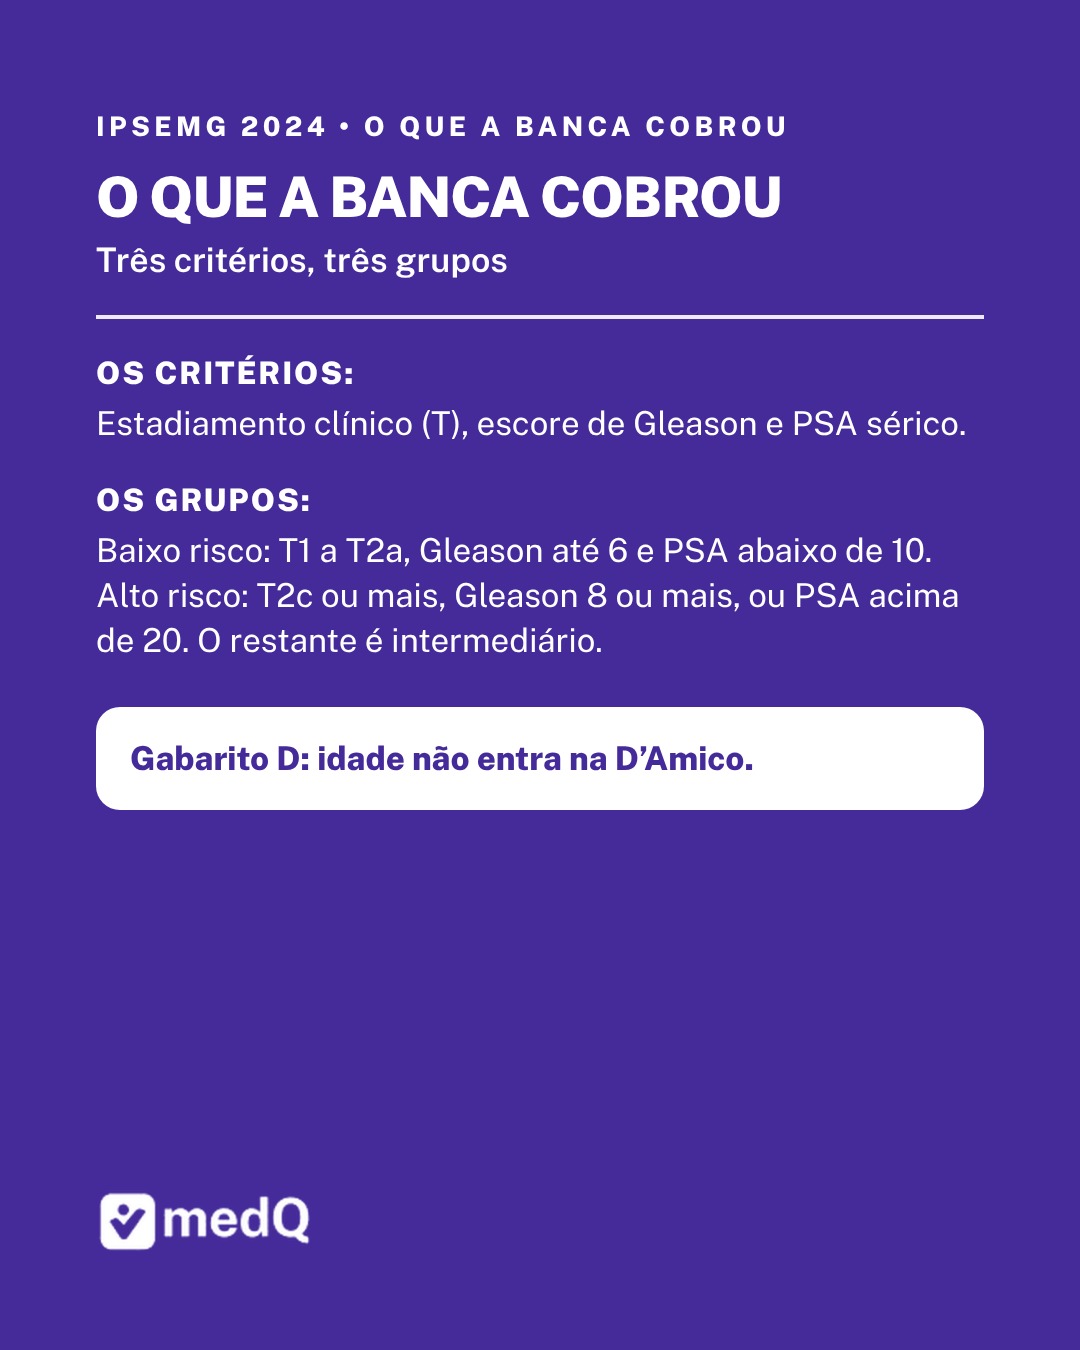 IPSEMG 2024 • O QUE A BANCA COBROU
O QUE A BANCA COBROU
Três critérios, três grupos
OS CRITÉRIOS:
Estadiamento clínico (T), escore de Gleason e PSA sérico.
OS GRUPOS:
Baixo risco: T1 a T2a, Gleason até 6 e PSA abaixo de 10.
Alto risco: T2c ou mais, Gleason 8 ou mais, ou PSA acima
de 20. O restante é intermediário.
Gabarito D: idade não entra na D’Amico.
medQ